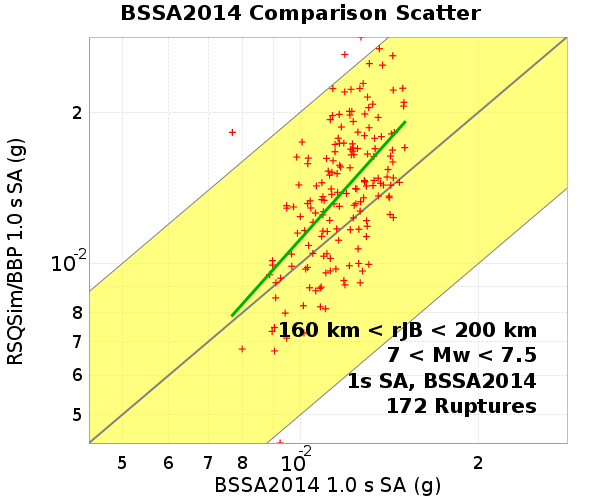 BSSA2014 Comparison Scatter
RSQSim/BBP 1.0 s SA (g)
2
10-2
8
7
6
5
160 km < rJB < 200 km
7 < Mw < 7.5
1s SA, BSSA2014
172 Ruptures
5 6 7 8 10-2 2
BSSA2014 1.0 s SA (g)